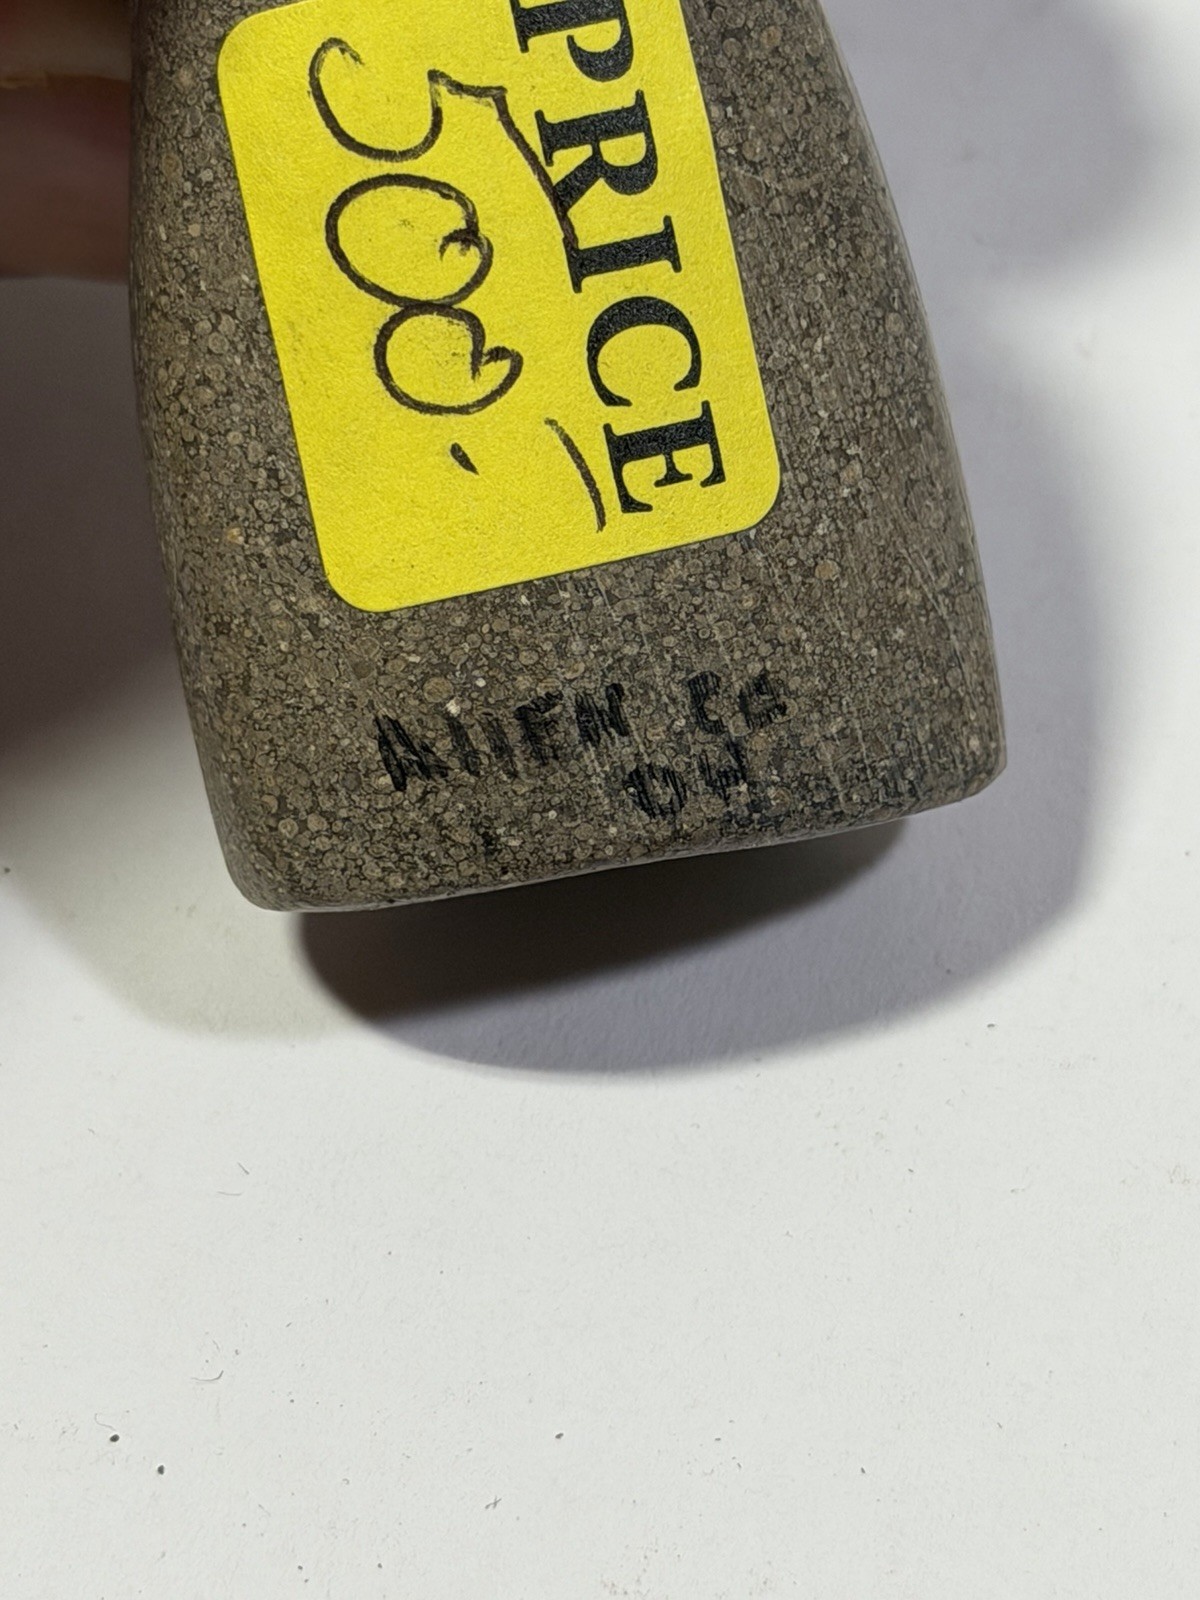 PRICE
500.
AllEN Co
OH